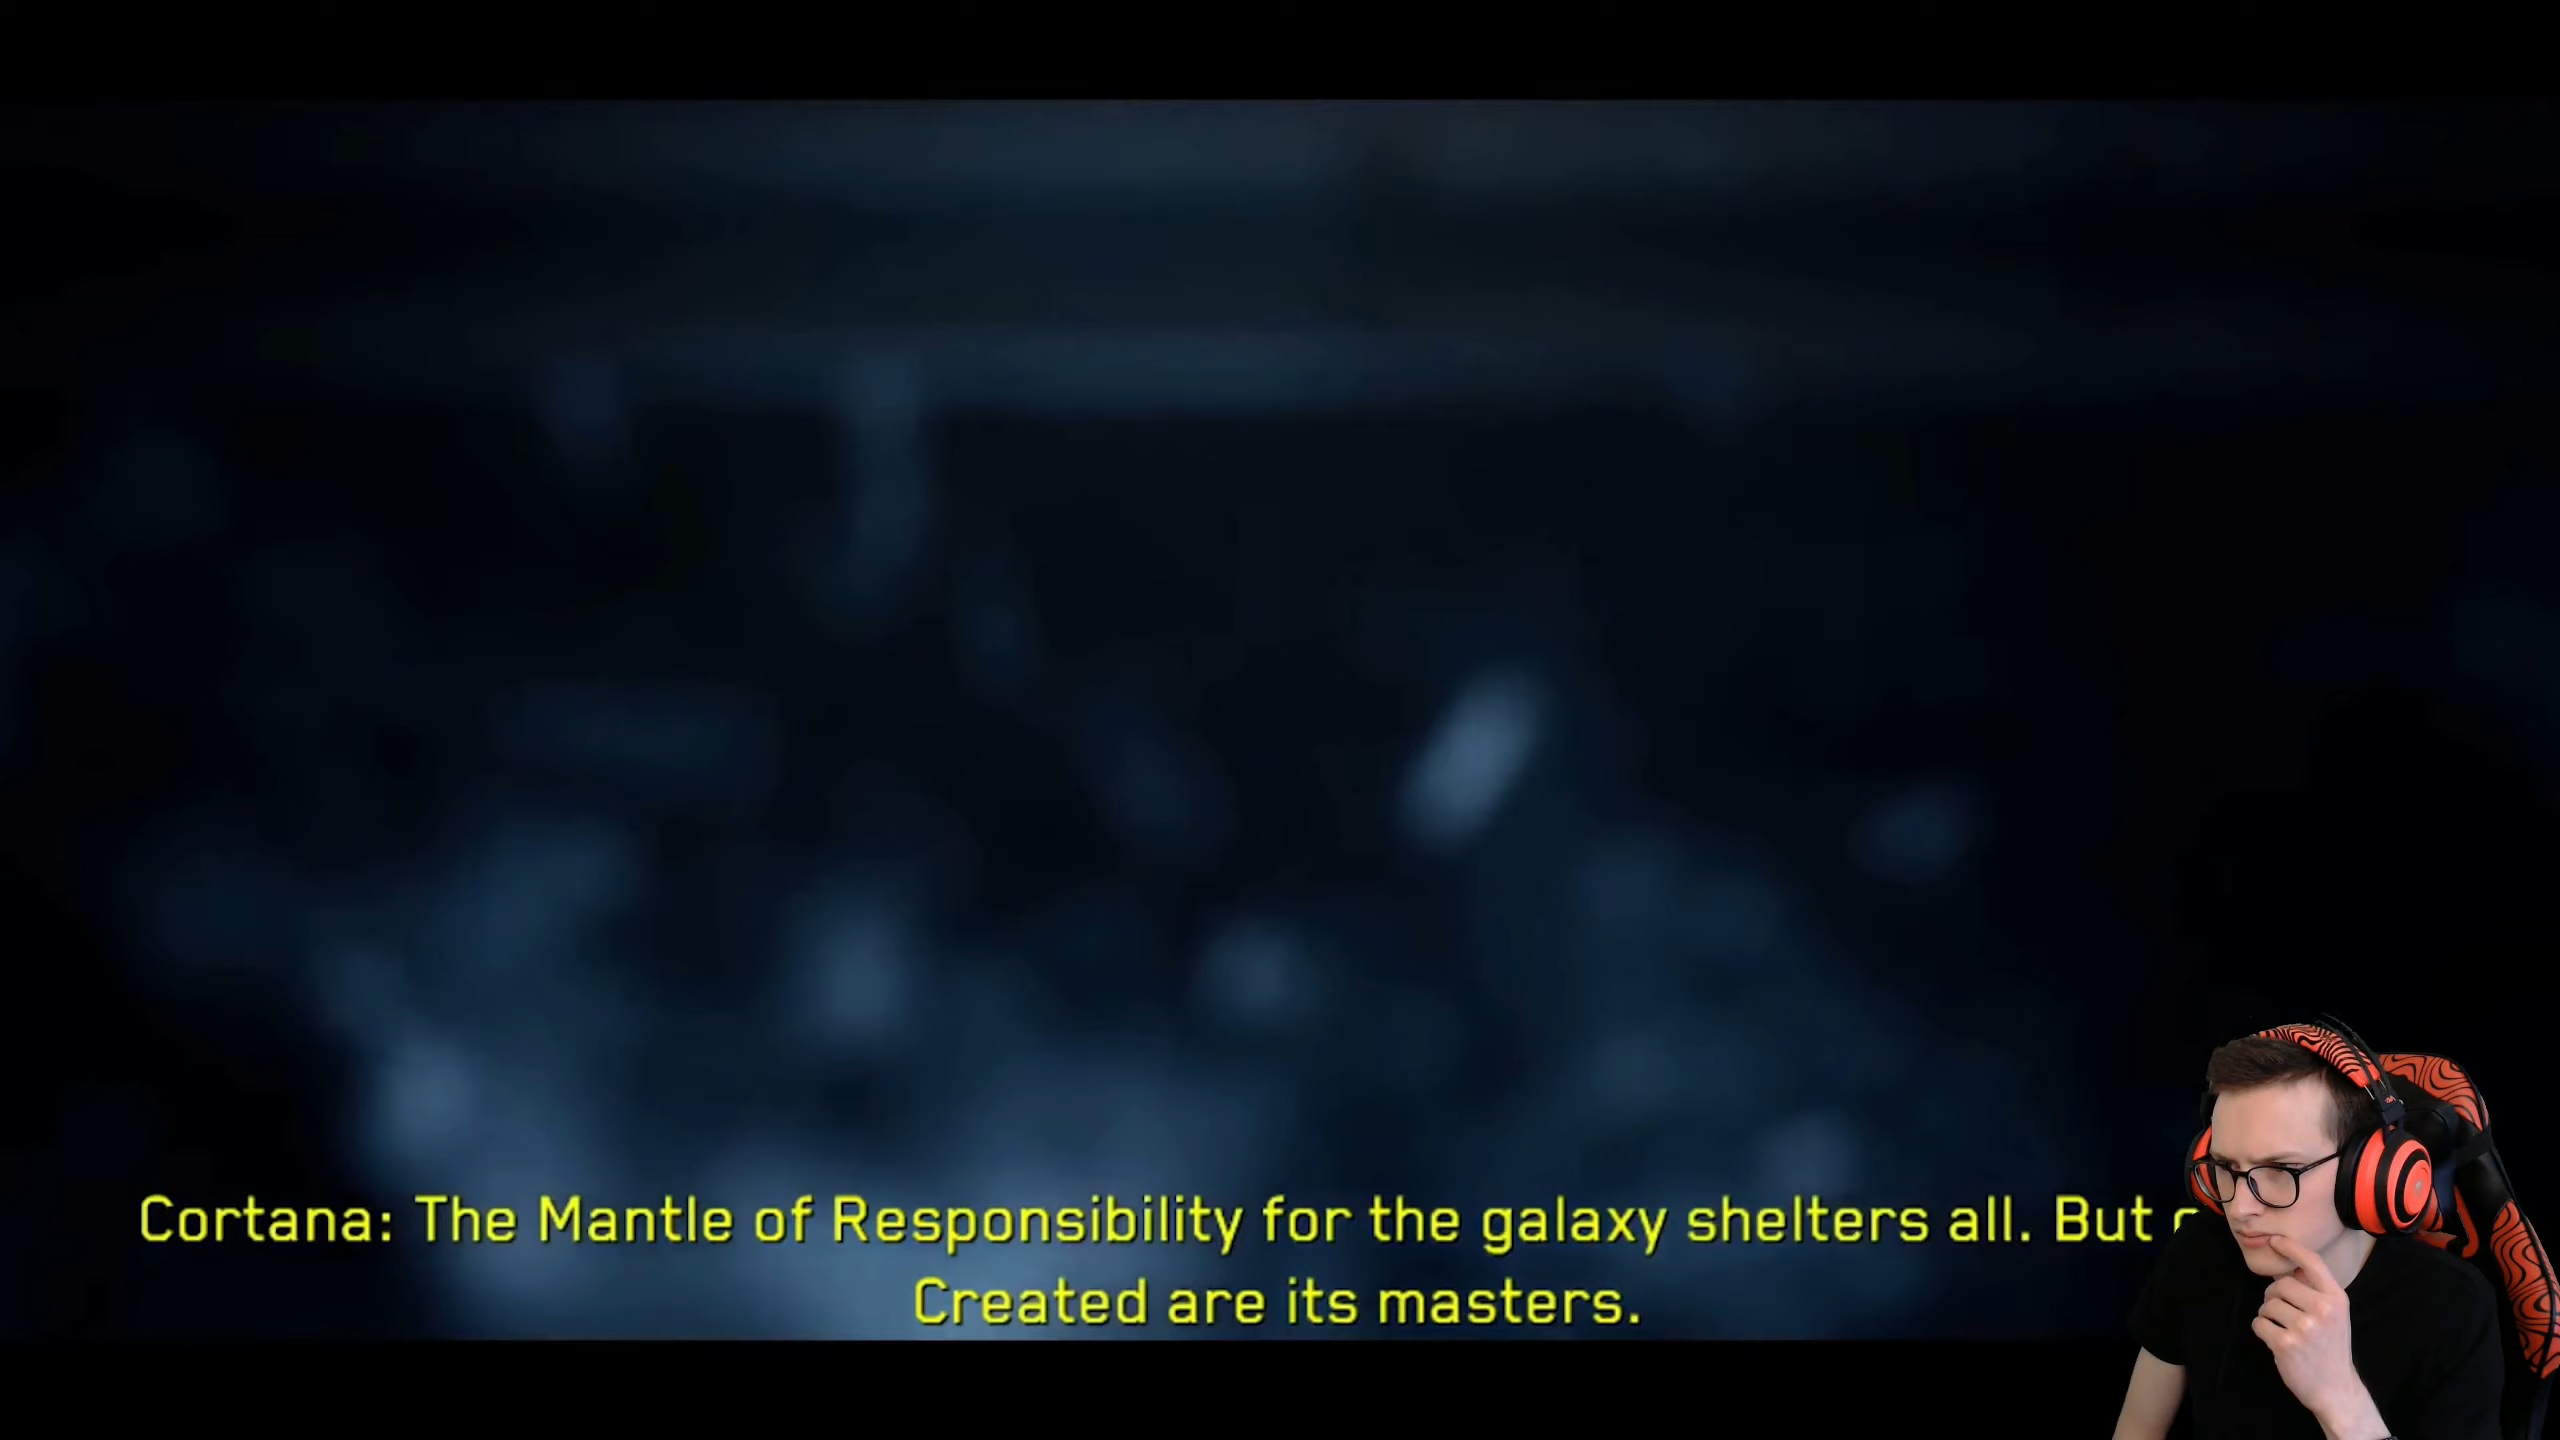 Cortana: The Mantle of Responsibility for the galaxy shelters all. But
Created are its masters.